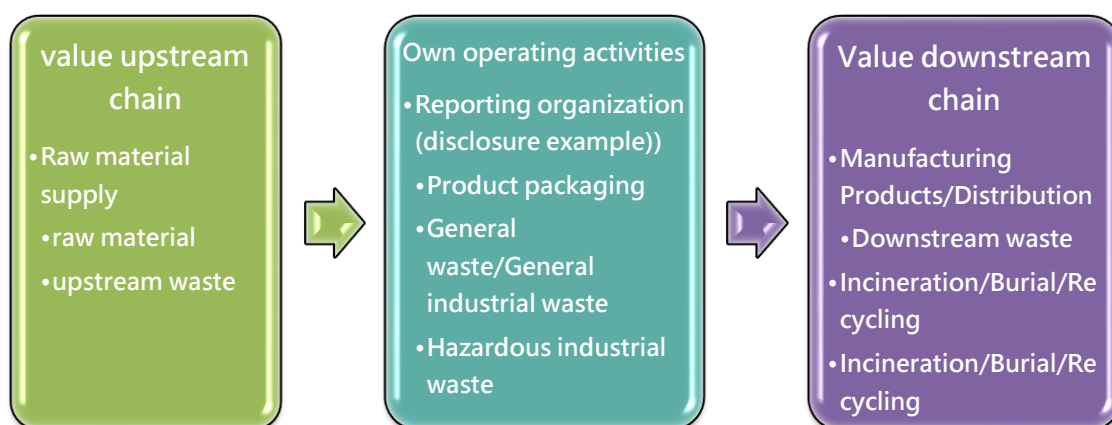 value upstream
chain
•Raw material
supply
•raw material
•upstream waste
Own operating activities
•Reporting organization
(disclosure example))
•Product packaging
•General
waste/General
industrial waste
•Hazardous industrial
waste
Value downstream
chain
•Manufacturing
Products/Distribution
•Downstream waste
•Incineration/Burial/Re
cycling
•Incineration/Burial/Re
cycling